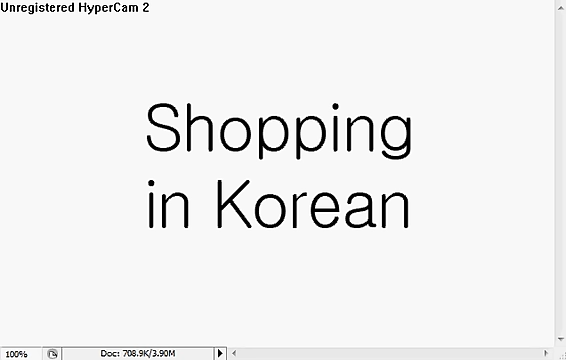 Unregistered HyperCam 2
Shopping
in Korean
100%
Doc: 708.9K/3.90M